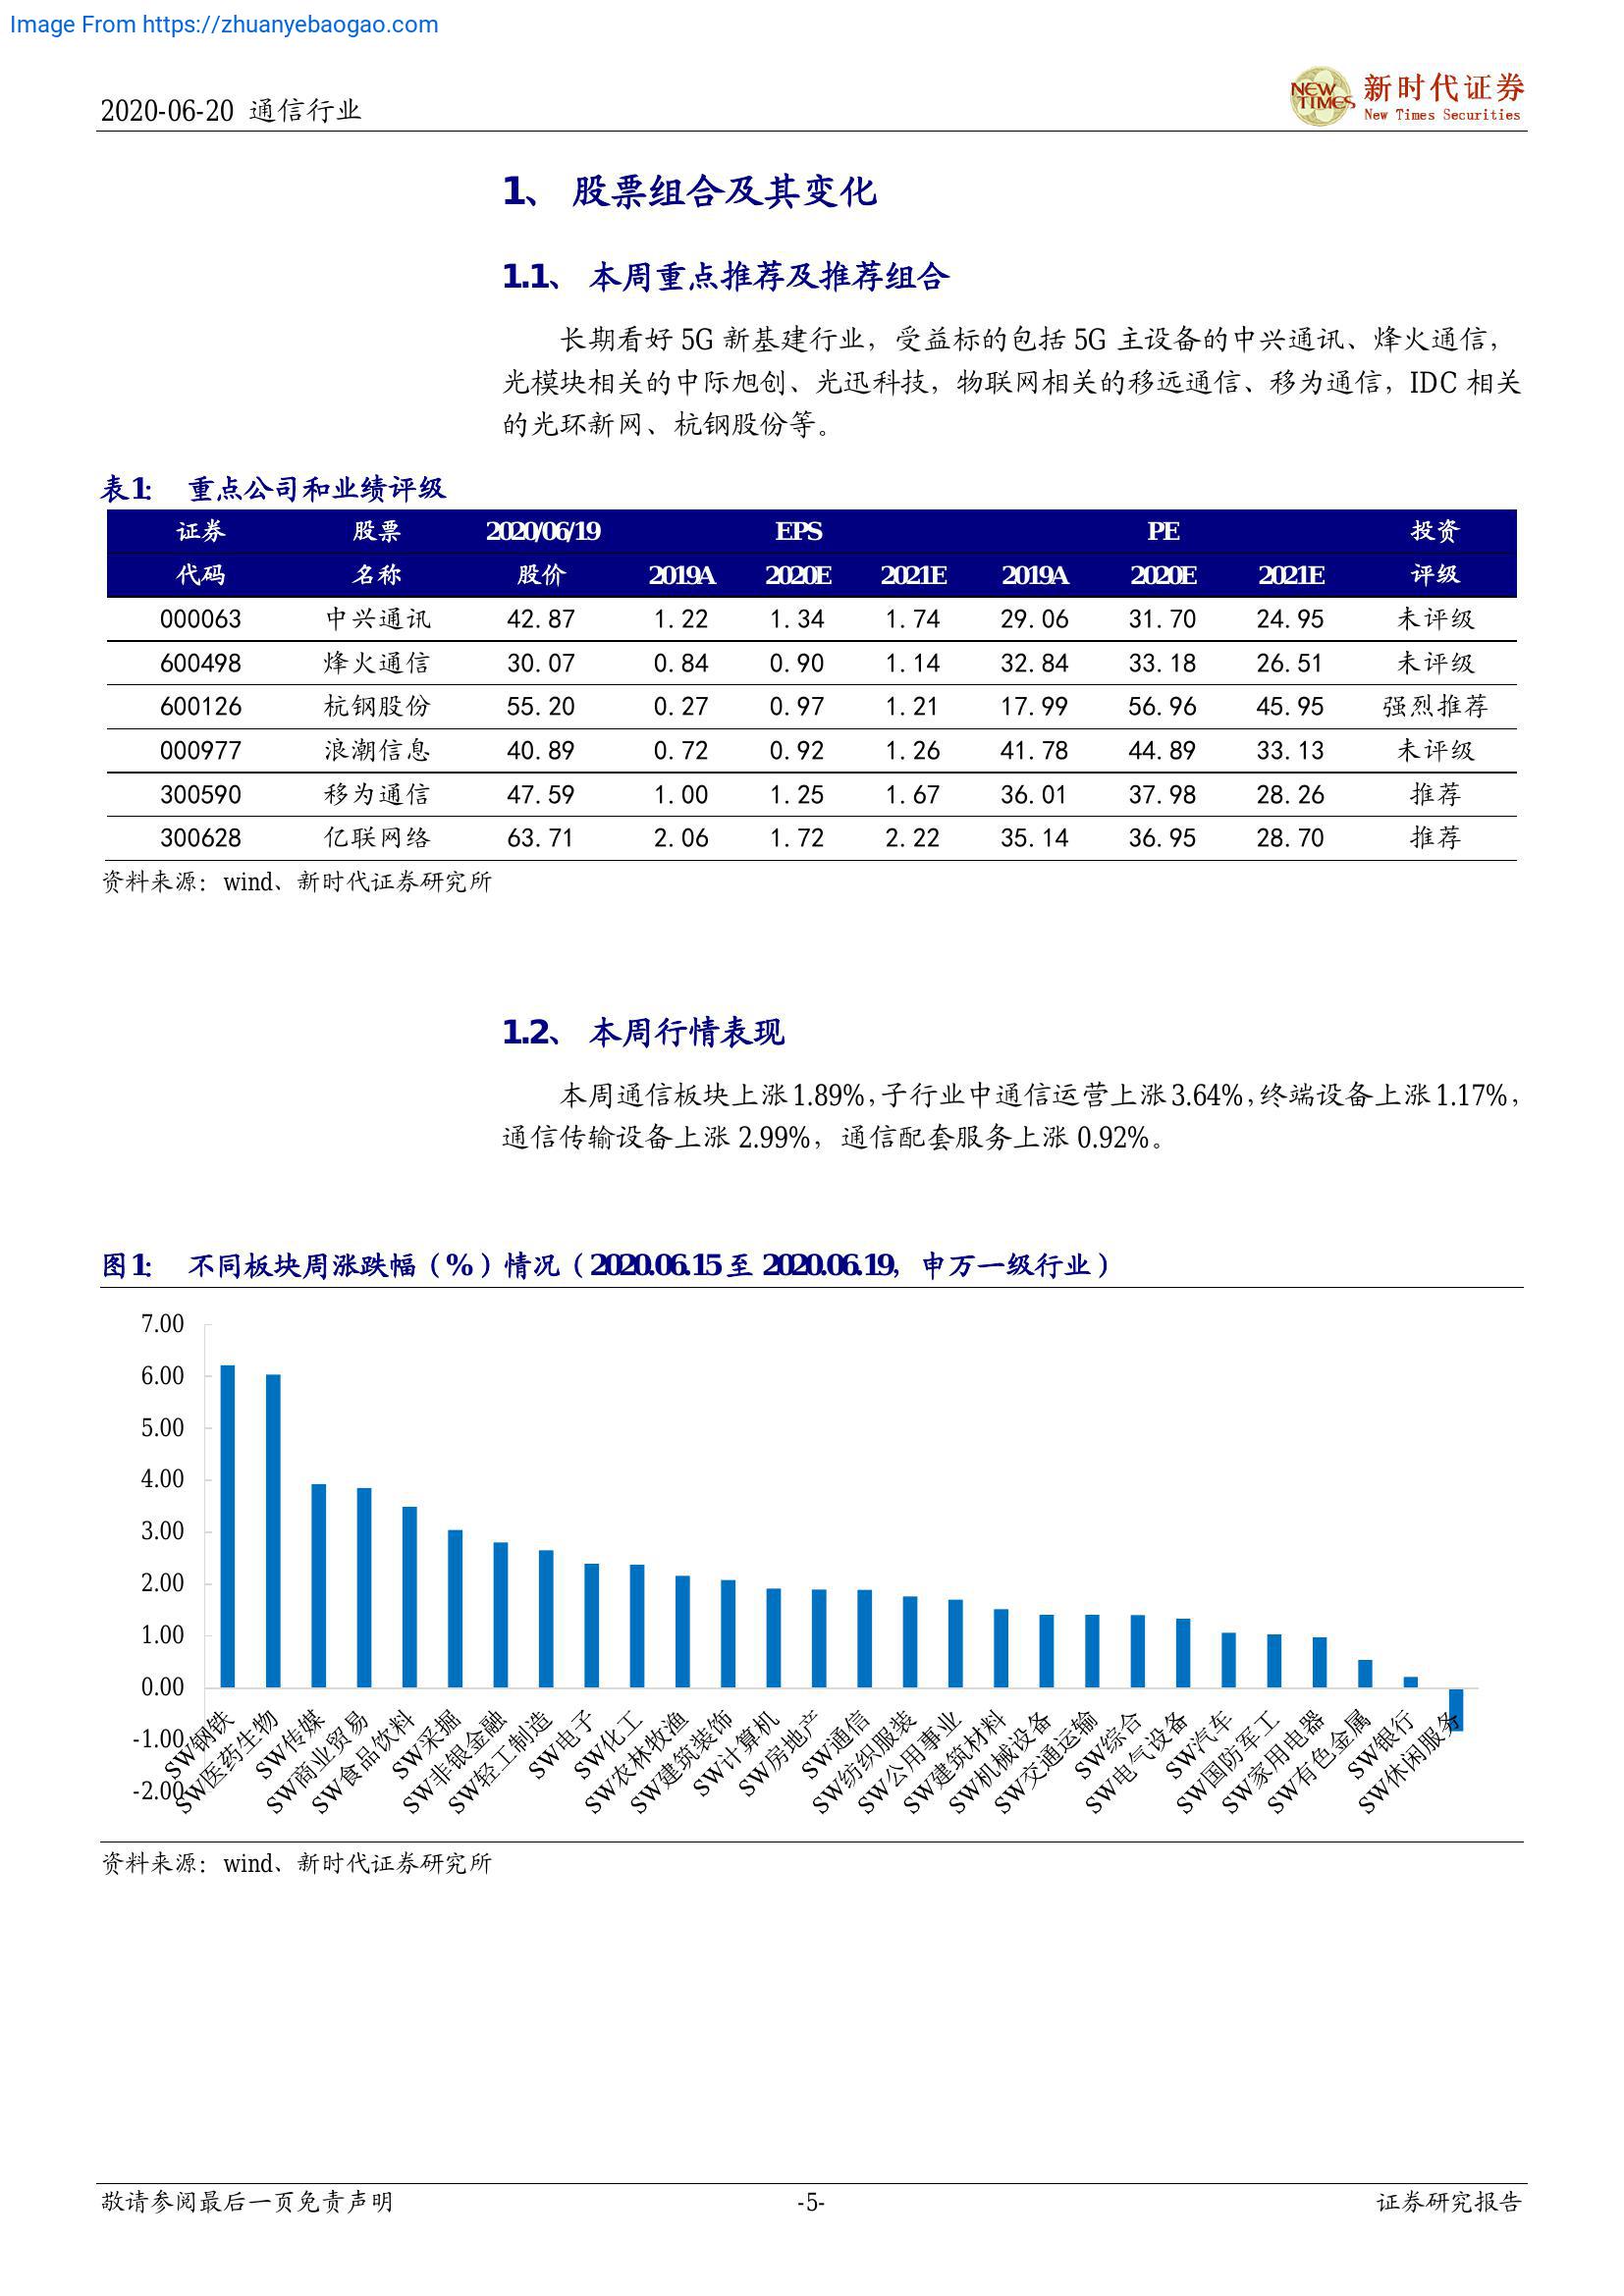 Image From https://zhuanyebaogao.com
2020-06-20 通信行业
NEW TIMES
新时代证券
New Times Securities
1、 股票组合及其变化
1.1、 本周重点推荐及推荐组合
长期看好 5G 新基建行业，受益标的包括 5G 主设备的中兴通讯、烽火通信，
光模块相关的中际旭创、光迅科技，物联网相关的移远通信、移为通信，IDC 相关
的光环新网、杭钢股份等。
表1: 重点公司和业绩评级
证券 股票 2020/06/19 EPS PE 投资
代码 名称 股价 2019A 2020E 2021E 2019A 2020E 2021E 评级
000063 中兴通讯 42.87 1.22 1.34 1.74 29.06 31.70 24.95 未评级
600498 烽火通信 30.07 0.84 0.90 1.14 32.84 33.18 26.51 未评级
600126 杭钢股份 55.20 0.27 0.97 1.21 17.99 56.96 45.95 强烈推荐
000977 浪潮信息 40.89 0.72 0.92 1.26 41.78 44.89 33.13 未评级
300590 移为通信 47.59 1.00 1.25 1.67 36.01 37.98 28.26 推荐
300628 亿联网络 63.71 2.06 1.72 2.22 35.14 36.95 28.70 推荐
资料来源：wind、新时代证券研究所
1.2、 本周行情表现
本周通信板块上涨 1.89%，子行业中通信运营上涨 3.64%，终端设备上涨 1.17%，
通信传输设备上涨 2.99%，通信配套服务上涨 0.92%。
图1: 不同板块周涨跌幅（%）情况（2020.06.15 至 2020.06.19，申万一级行业）
7.00
6.00
5.00
4.00
3.00
2.00
1.00
0.00
-1.00
-2.00
SW钢铁
SW医药生物
SW传媒
SW商业贸易
SW食品饮料
SW采掘
SW非银金融
SW轻工制造
SW电子
SW化工
SW农林牧渔
SW建筑装饰
SW计算机
SW房地产
SW通信
SW纺织服装
SW公用事业
SW建筑材料
SW机械设备
SW交通运输
SW综合
SW电气设备
SW汽车
SW国防军工
SW家用电器
SW有色金属
SW银行
SW休闲服务
资料来源：wind、新时代证券研究所
敬请参阅最后一页免责声明 -5- 证券研究报告